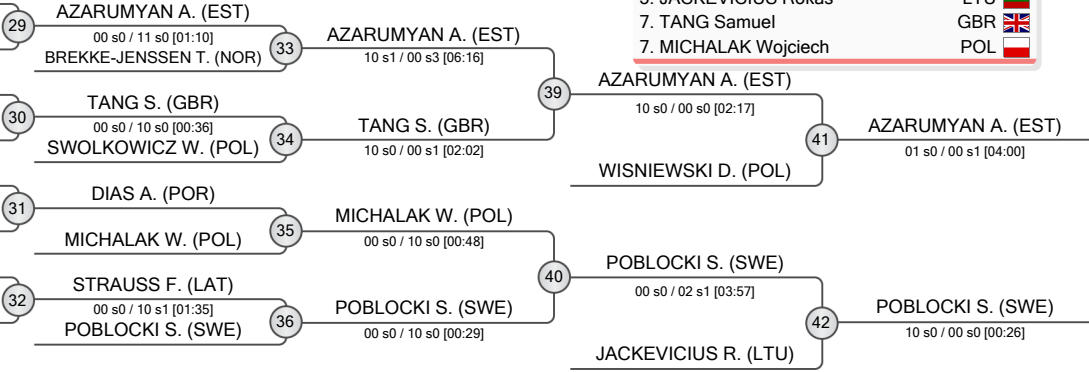 5. JACKEVICIUS Rokas LTU
7. TANG Samuel GBR
7. MICHALAK Wojciech POL
29
AZARUMYAN A. (EST)
00 s0 / 11 s0 [01:10]
BREKKE-JENSSEN T. (NOR)
33
AZARUMYAN A. (EST)
10 s1 / 00 s3 [06:16]
30
TANG S. (GBR)
00 s0 / 10 s0 [00:36]
SWOLKOWICZ W. (POL)
34
TANG S. (GBR)
10 s0 / 00 s1 [02:02]
39
AZARUMYAN A. (EST)
10 s0 / 00 s0 [02:17]
WISNIEWSKI D. (POL)
41
AZARUMYAN A. (EST)
01 s0 / 00 s1 [04:00]
31
DIAS A. (POR)
MICHALAK W. (POL)
35
MICHALAK W. (POL)
00 s0 / 10 s0 [00:48]
32
STRAUSS F. (LAT)
00 s0 / 10 s1 [01:35]
POBLOCKI S. (SWE)
36
POBLOCKI S. (SWE)
00 s0 / 10 s0 [00:29]
40
POBLOCKI S. (SWE)
00 s0 / 02 s1 [03:57]
JACKEVICIUS R. (LTU)
42
POBLOCKI S. (SWE)
10 s0 / 00 s0 [00:26]